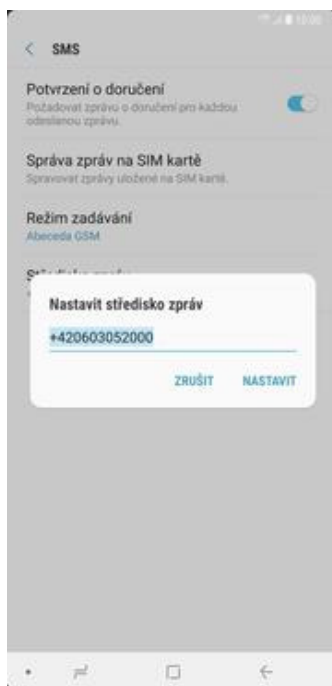 SMS
Potvrzení o doručení
Požadovat zprávu o doručení pro každou
odeslanou zprávu.
Správa zpráv na SIM kartě
Spravovat zprávy uložené na SIM kartě.
Režim zadávání
Abeceda GSM
Nastavit středisko zpráv
+420603052000
ZRUŠIT NASTAVIT